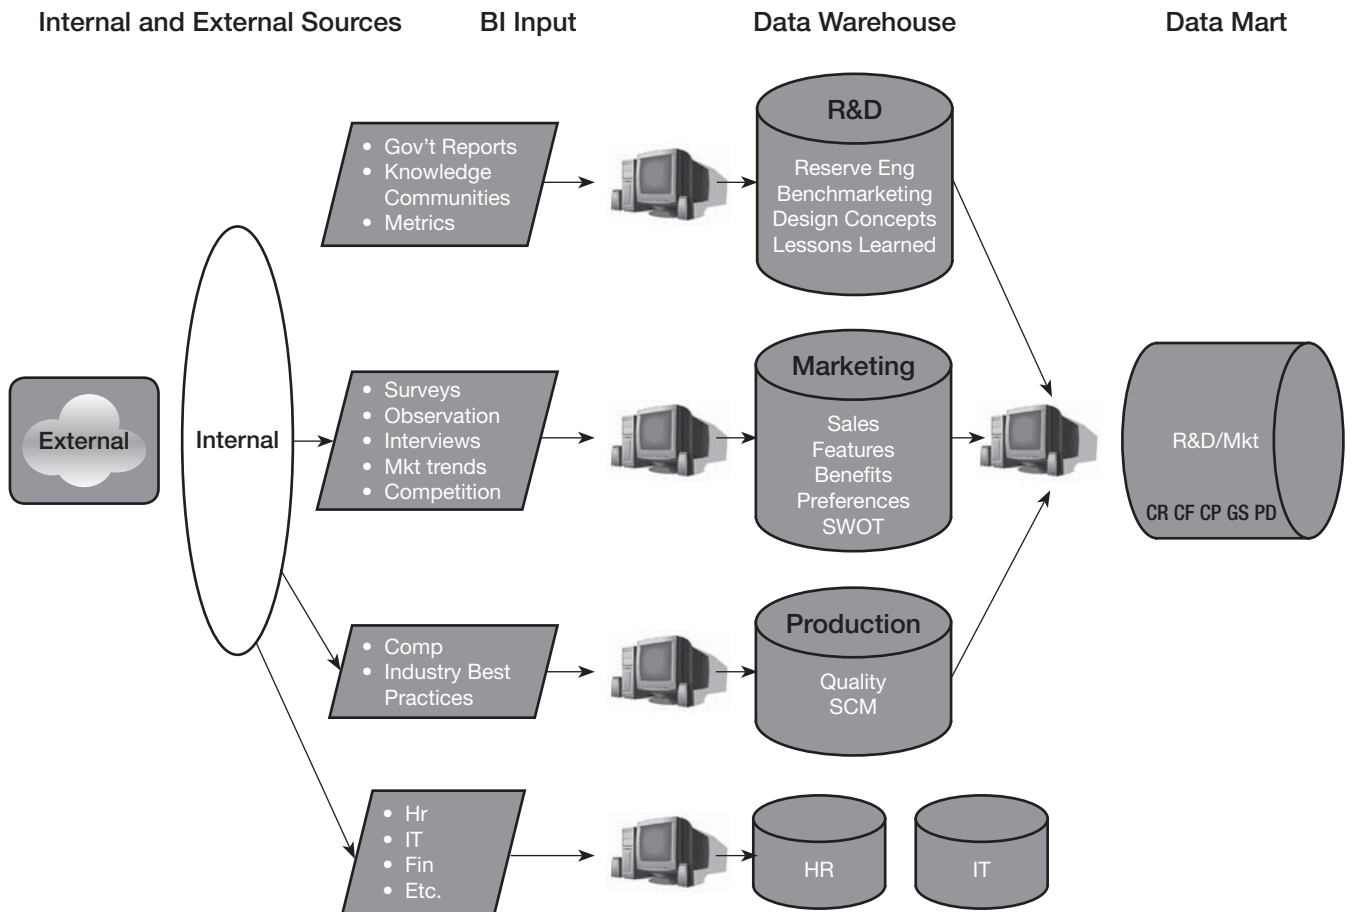 Internal and External Sources
BI Input
Data Warehouse
Data Mart
• Gov't Reports
• Knowledge
Communities
• Metrics
R&D
Reserve Eng
Benchmarketing
Design Concepts
Lessons Learned
External
Internal
• Surveys
• Observation
• Interviews
• Mkt trends
• Competition
Marketing
Sales
Features
Benefits
Preferences
SWOT
R&D/Mkt
CR CF CP GS PD
• Comp
• Industry Best
Practices
Production
Quality
SCM
• Hr
• IT
• Fin
• Etc.
HR
IT